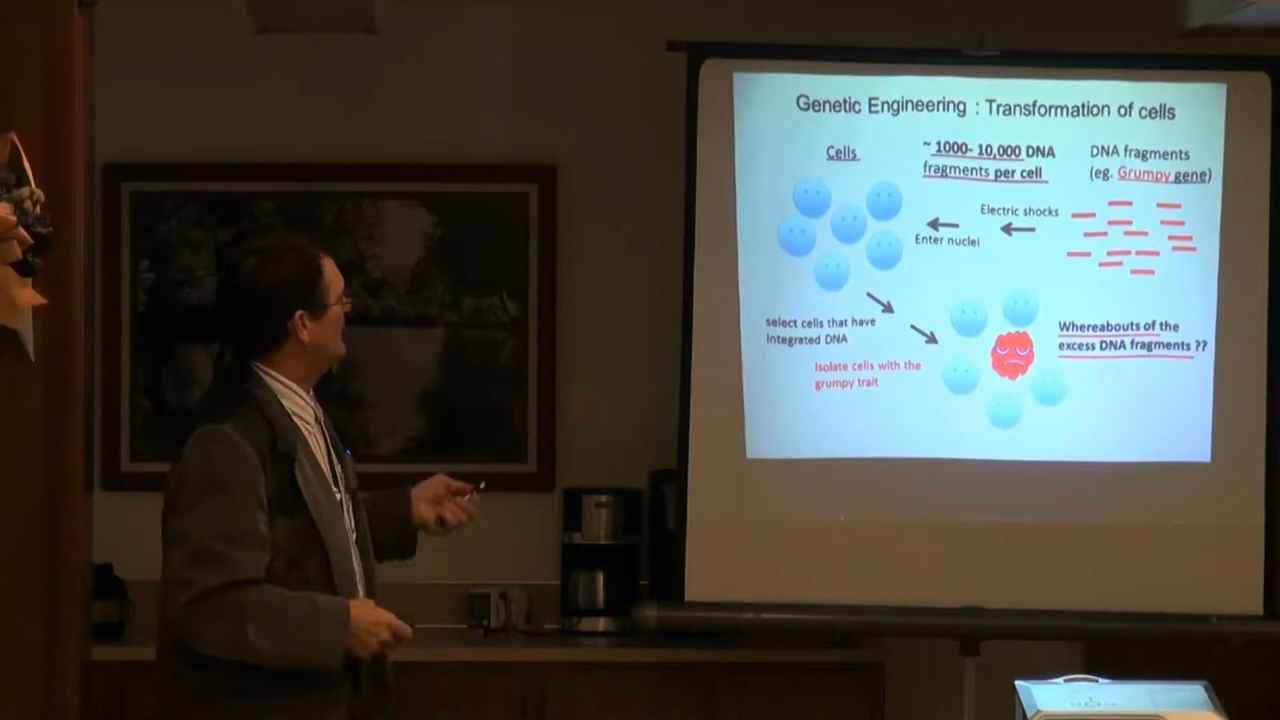 Genetic Engineering : Transformation of cells
Cells
~ 1000- 10,000 DNA
fragments per cell
DNA fragments
(eg. Grumpy gene)
Electric shocks
Enter nuclei
select cells that have
integrated DNA
Isolate cells with the
grumpy trait
Whereabouts of the
excess DNA fragments ??